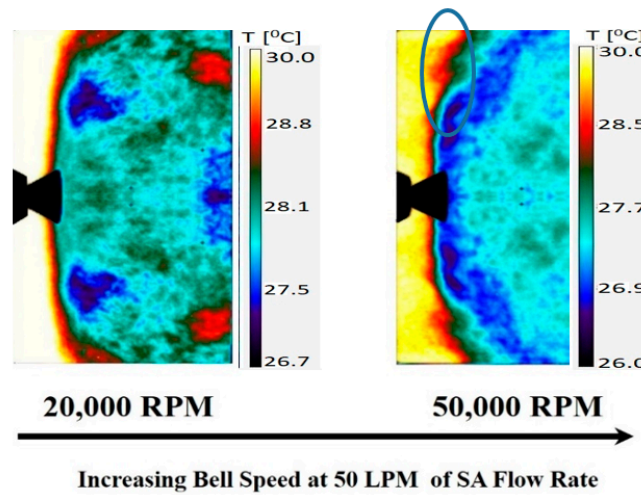 T [°C]
30.0
28.8
28.1
27.5
26.7
T [°C]
30.0
28.5
27.7
26.9
26.0
20,000 RPM
50,000 RPM
Increasing Bell Speed at 50 LPM of SA Flow Rate